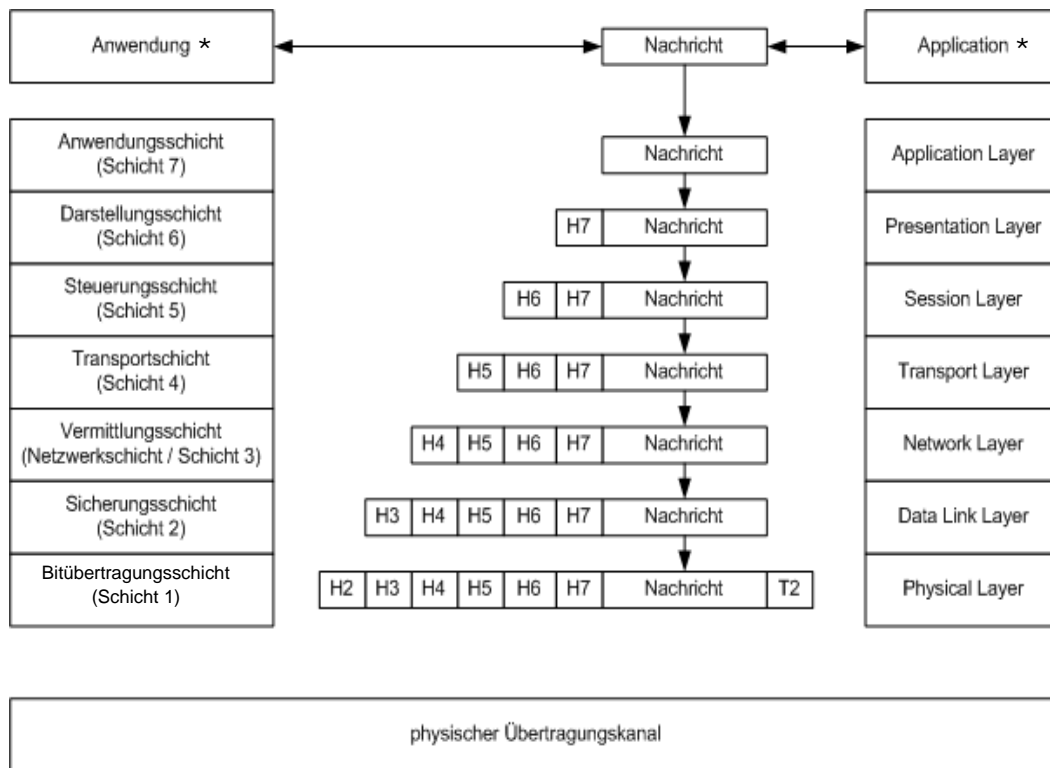 Anwendung *
Nachricht
Application *
Anwendungsschicht
(Schicht 7)
Nachricht
Application Layer
Darstellungsschicht
(Schicht 6)
H7 Nachricht
Presentation Layer
Steuerungsschicht
(Schicht 5)
H6 H7 Nachricht
Session Layer
Transportschicht
(Schicht 4)
H5 H6 H7 Nachricht
Transport Layer
Vermittlungsschicht
(Netzwerkschicht / Schicht 3)
H4 H5 H6 H7 Nachricht
Network Layer
Sicherungsschicht
(Schicht 2)
H3 H4 H5 H6 H7 Nachricht
Data Link Layer
Bitübertragungsschicht
(Schicht 1)
H2 H3 H4 H5 H6 H7 Nachricht T2
Physical Layer
physischer Übertragungskanal